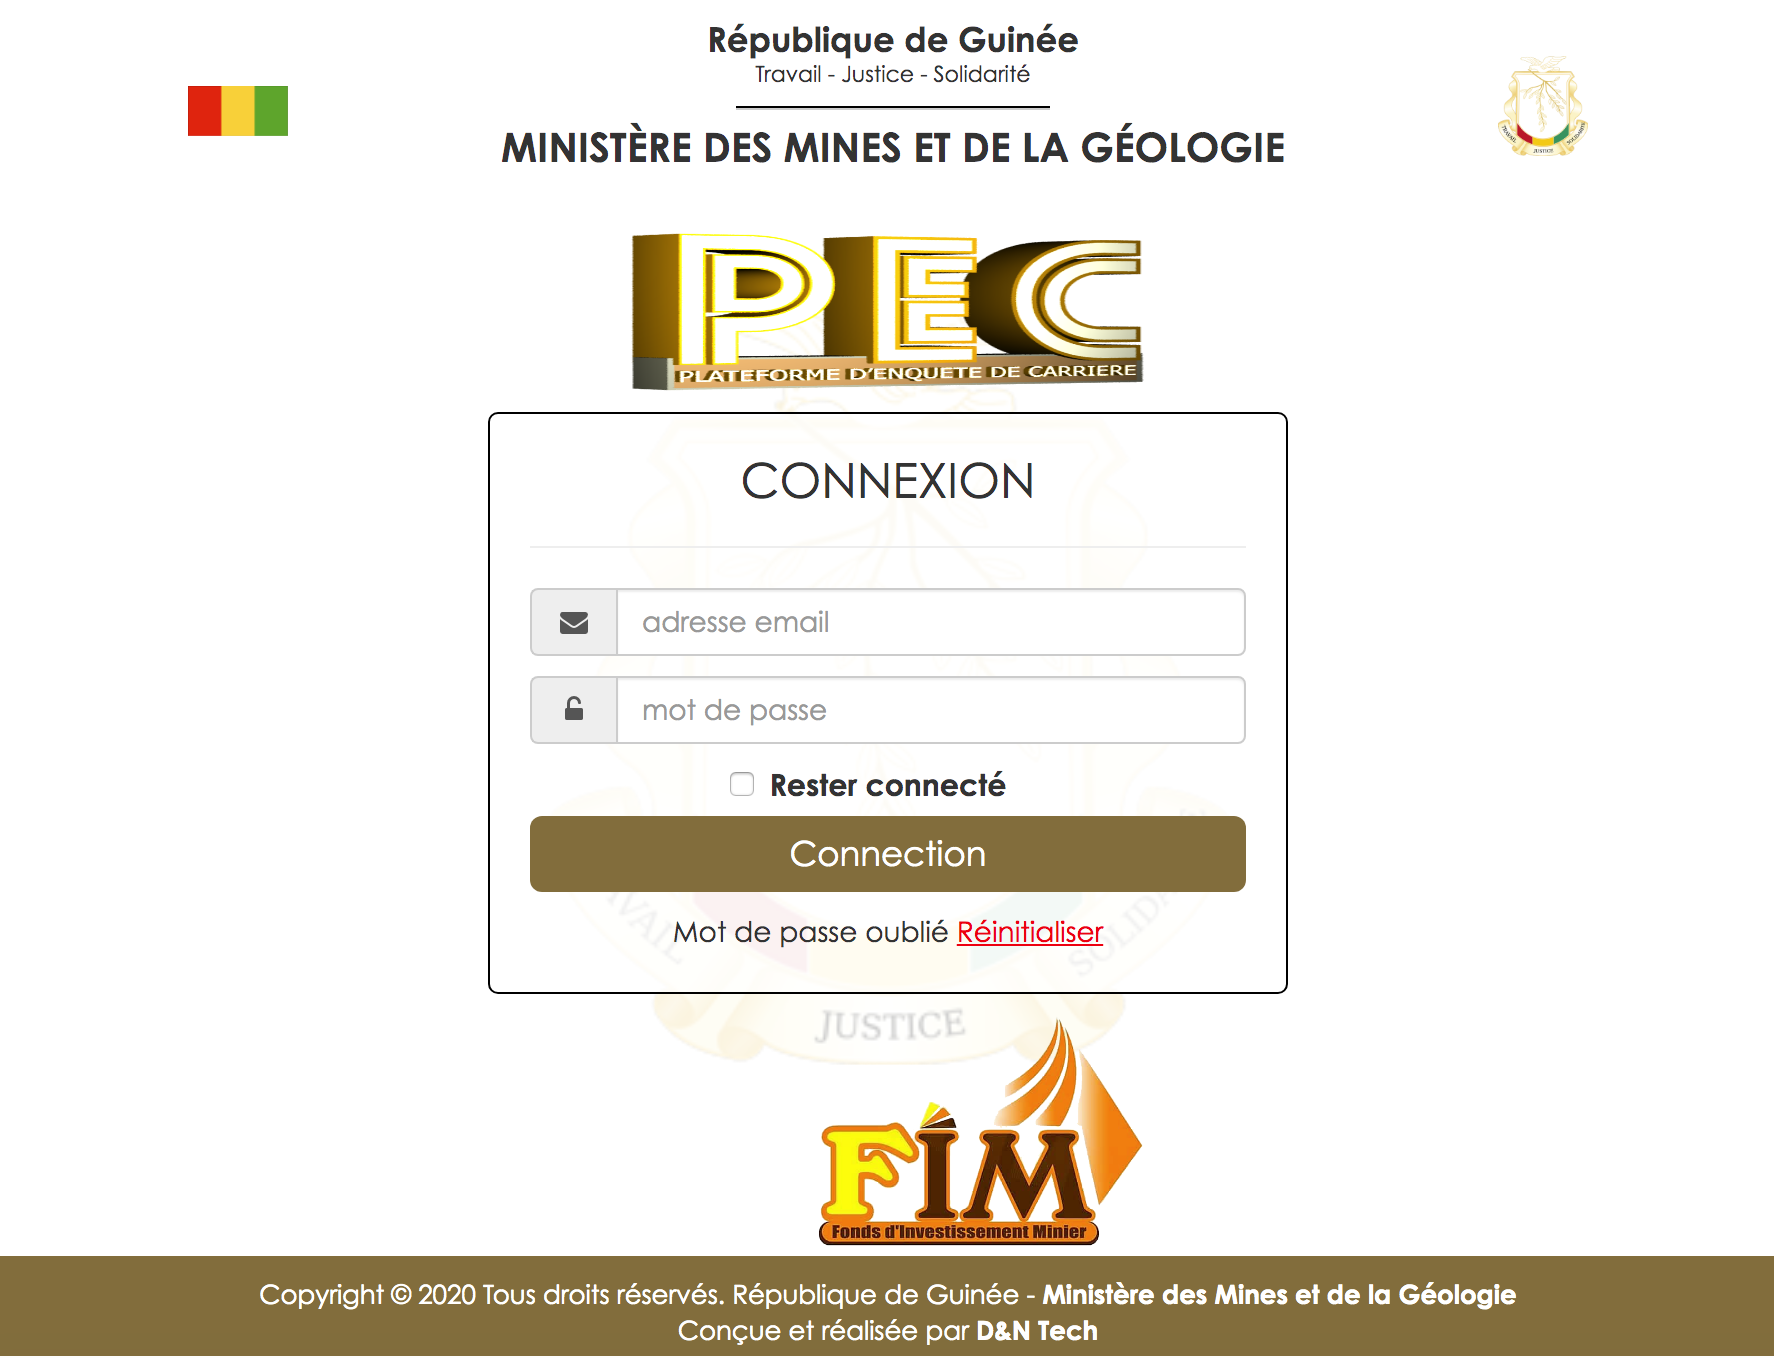 République de Guinée
Travail - Justice - Solidarité
MINISTÈRE DES MINES ET DE LA GÉOLOGIE
TRAVAIL JUSTICE SOLIDARITÉ
PEC
PLATEFORME D'ENQUETE DE CARRIERE
CONNEXION
adresse email
mot de passe
Rester connecté
Connection
Mot de passe oublié Réinitialiser
JUSTICE
FIM
Fonds d'Investissement Minier
Copyright © 2020 Tous droits réservés. République de Guinée - Ministère des Mines et de la Géologie
Conçue et réalisée par D&N Tech